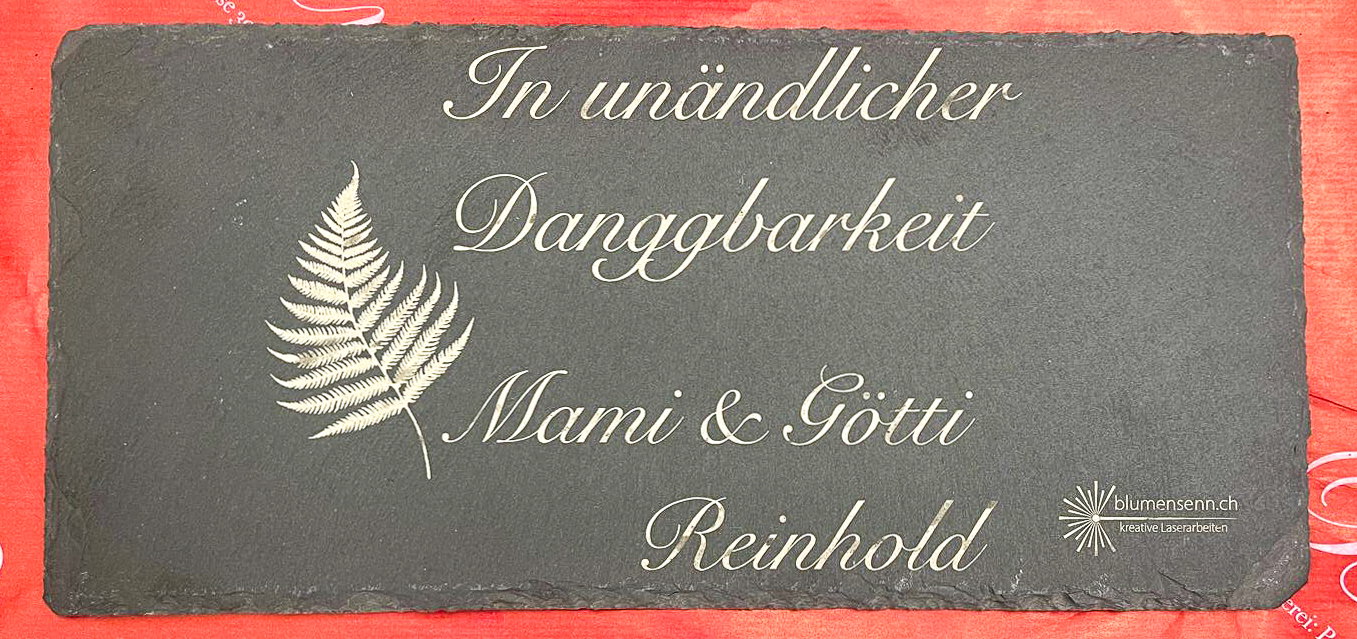 In unändlicher
Danggbarkeit
Mami & Götti
Reinhold
blumensenn.ch
kreative Laserarbeiten